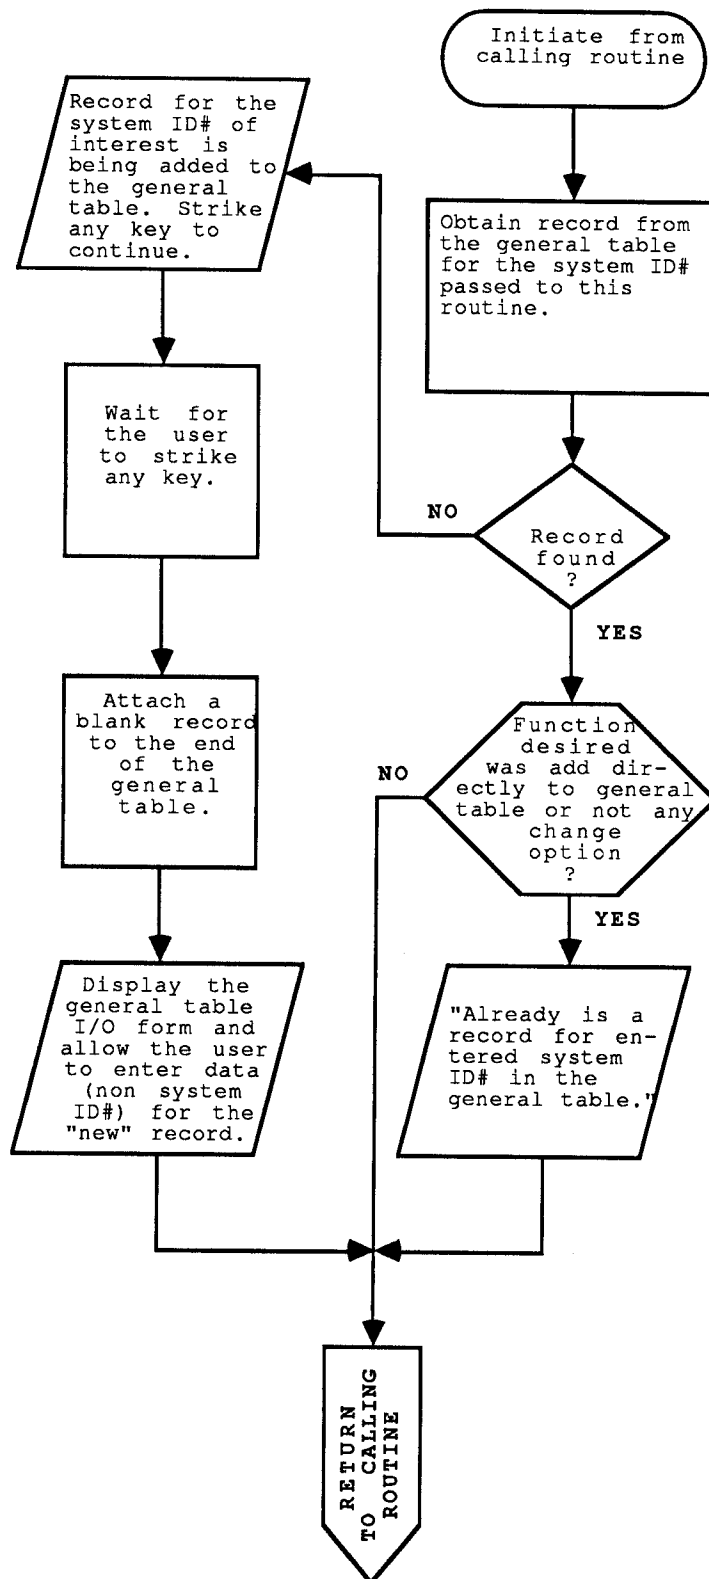 Initiate from
calling routine
Obtain record from
the general table
for the system ID#
passed to this
routine.
Record
found
?
NO
YES
Record for the
system ID# of
interest is
being added to
the general
table. Strike
any key to
continue.
Wait for
the user
to strike
any key.
Attach a
blank record
to the end
of the
general
table.
Display the
general table
I/O form and
allow the user
to enter data
(non system
ID#) for the
"new" record.
Function
desired
was add dir-
ectly to general
table or not any
change
option
?
NO
YES
"Already is a
record for en-
tered system
ID# in the
general table."
RETURN
TO CALLING
ROUTINE